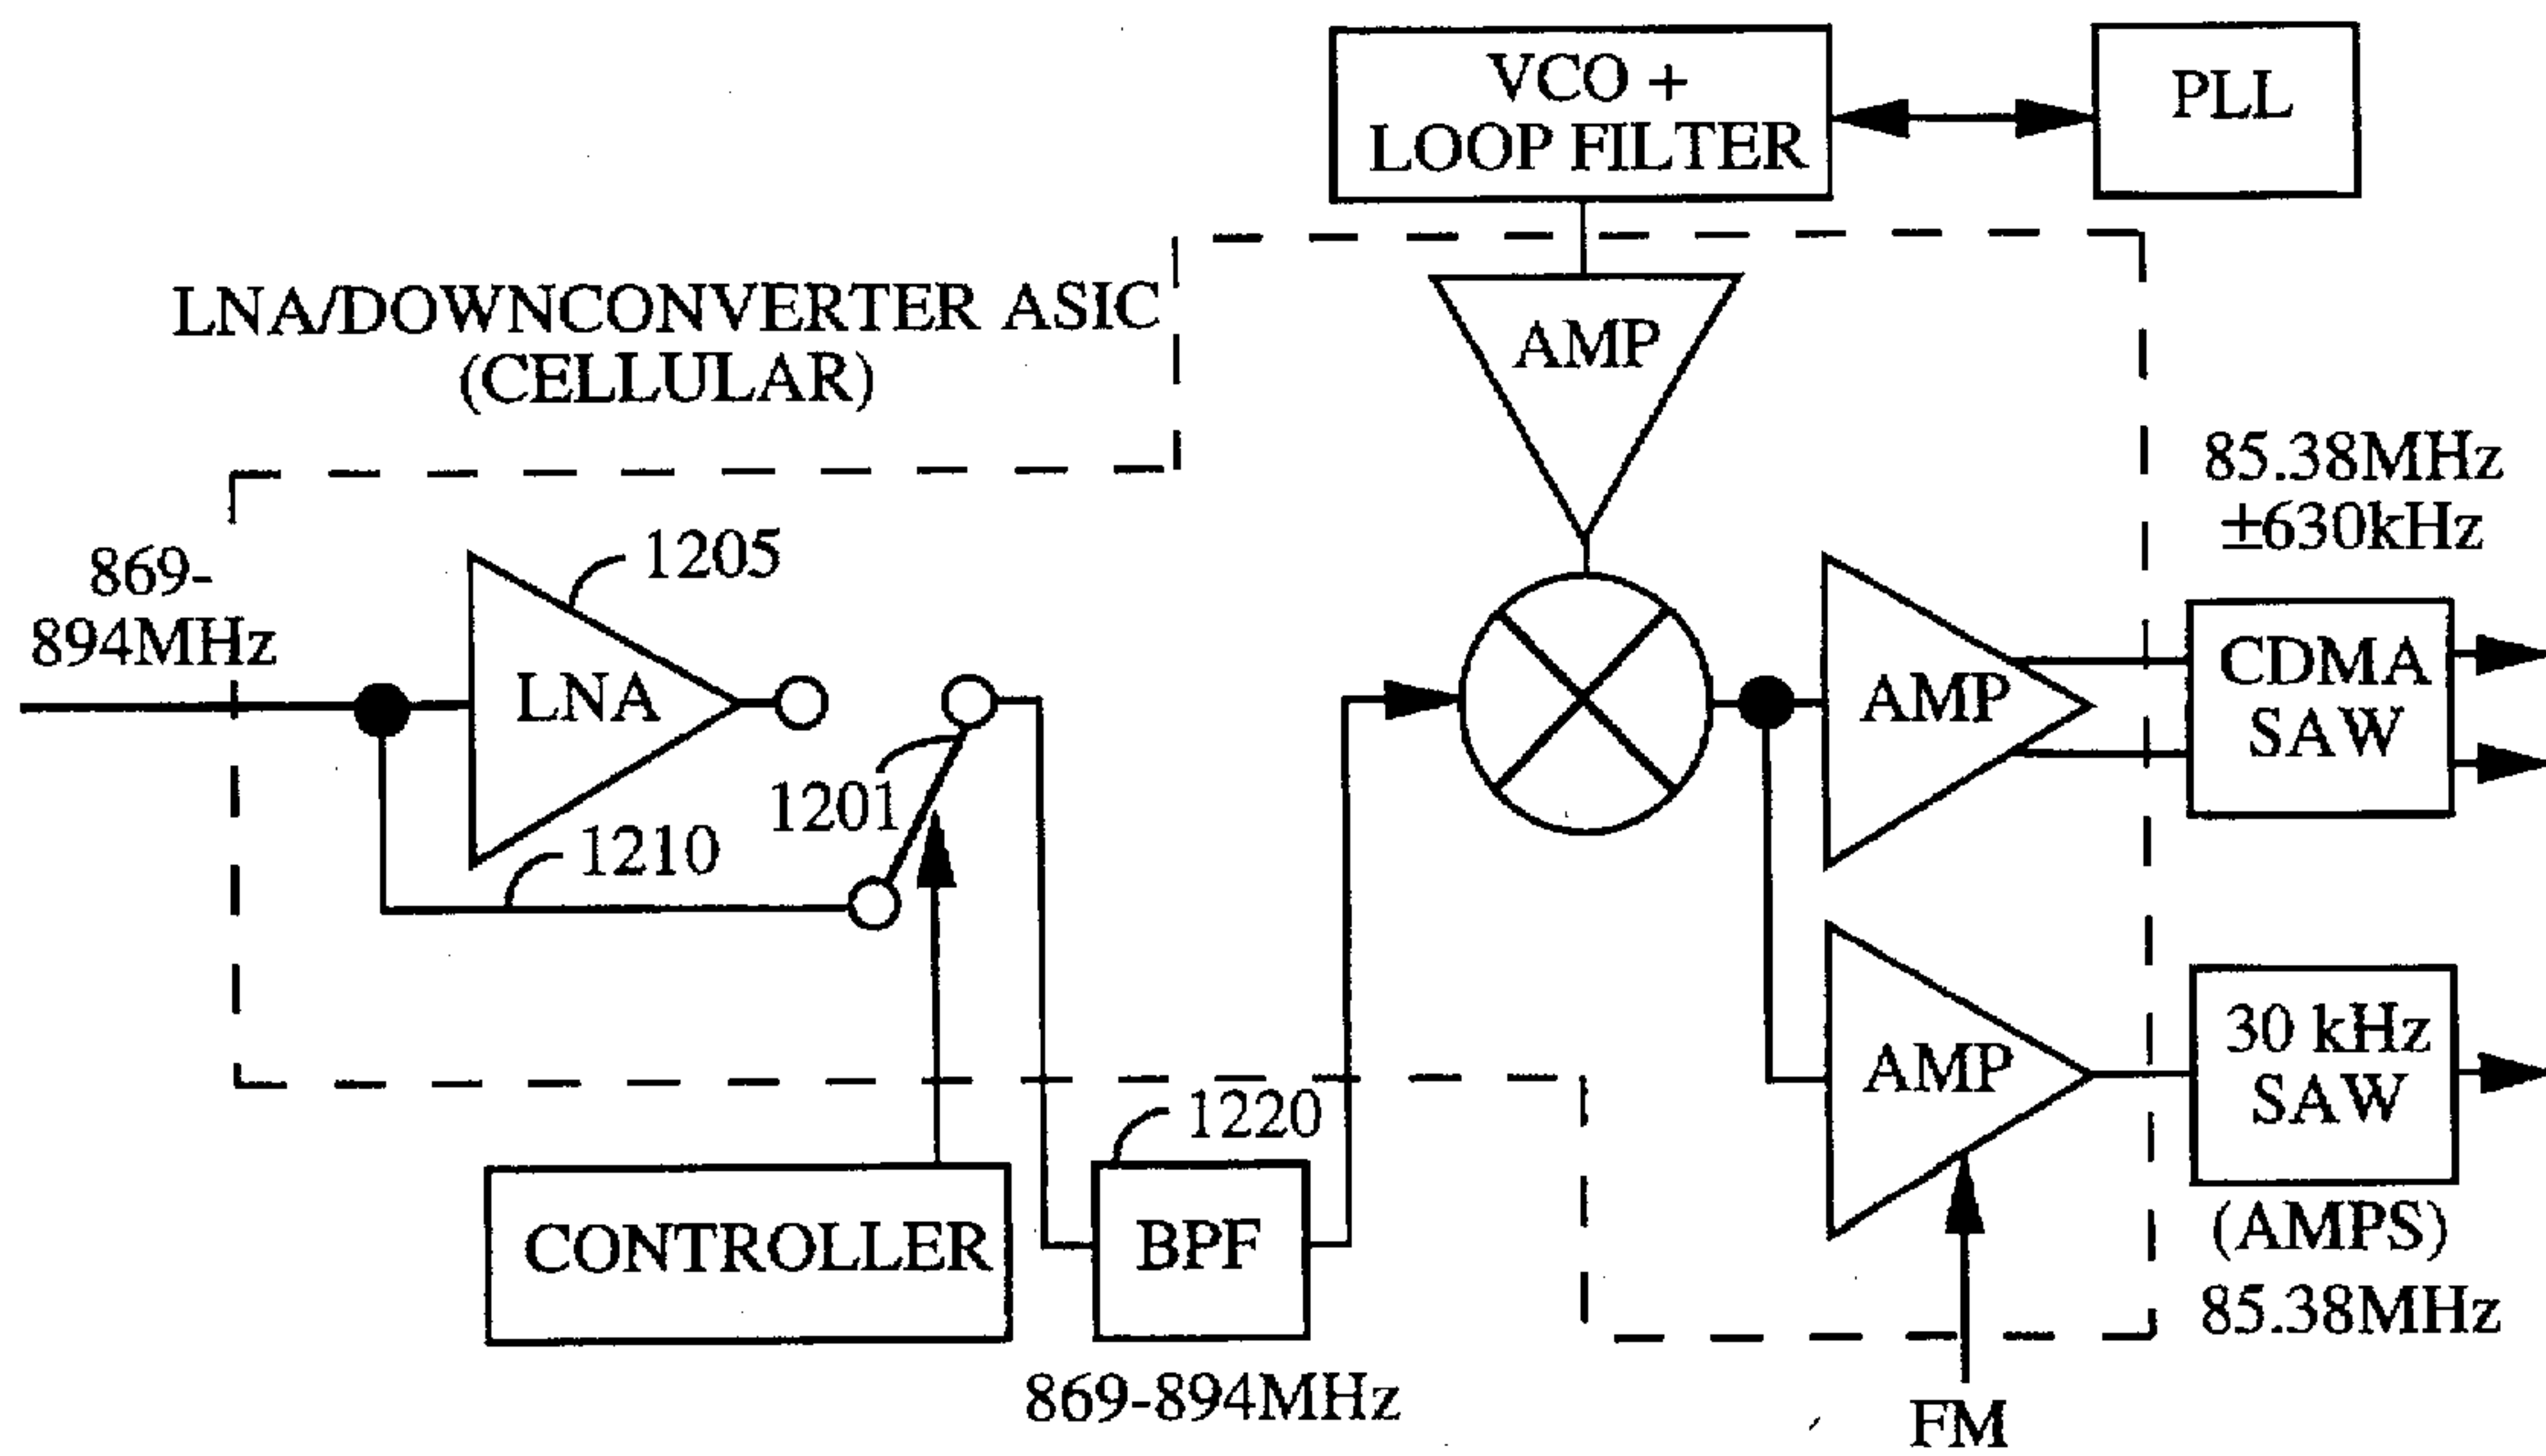 VCO +
LOOP FILTER
PLL
LNA/DOWNCONVERTER ASIC
(CELLULAR)
AMP
85.38MHz
±630kHz
869-
894MHz
1205
LNA
1201
1210
AMP
CDMA
SAW
AMP
30 kHz
SAW
(AMPS)
85.38MHz
1220
CONTROLLER
BPF
869-894MHz
FM